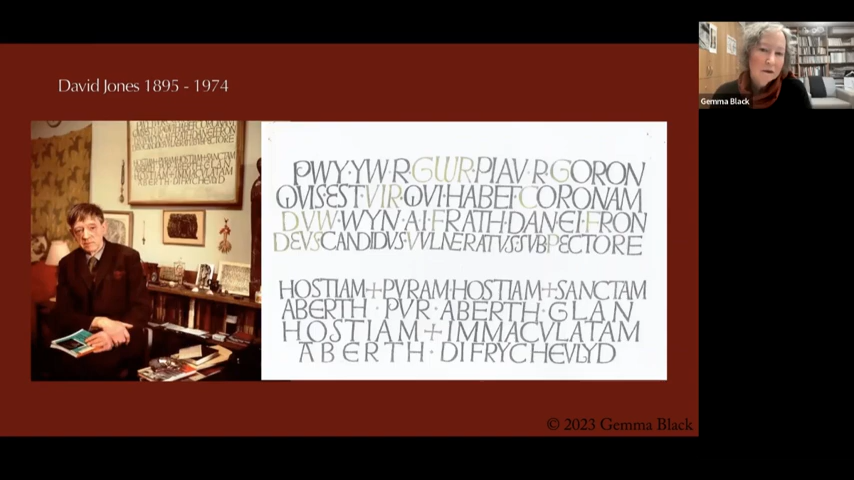 David Jones 1895 - 1974
PWY·YW·R·GWR·PIAV·R·GORON
QVIS·EST·VIR·QVI·HABET·CORONAM
DVW·WYN·A·I·FRATH·DAN·EI·FRON
DEVS·CANDIDVS·VVLNERATVS·SVB·PECTORE
HOSTIAM+PVRAM·HOSTIAM+SANCTAM
ABERTH·PVR·ABERTH·GLAN
HOSTIAM+IMMACVLATAM
ABERTH·DI FRYCHEVLYD
© 2023 Gemma Black
Gemma Black